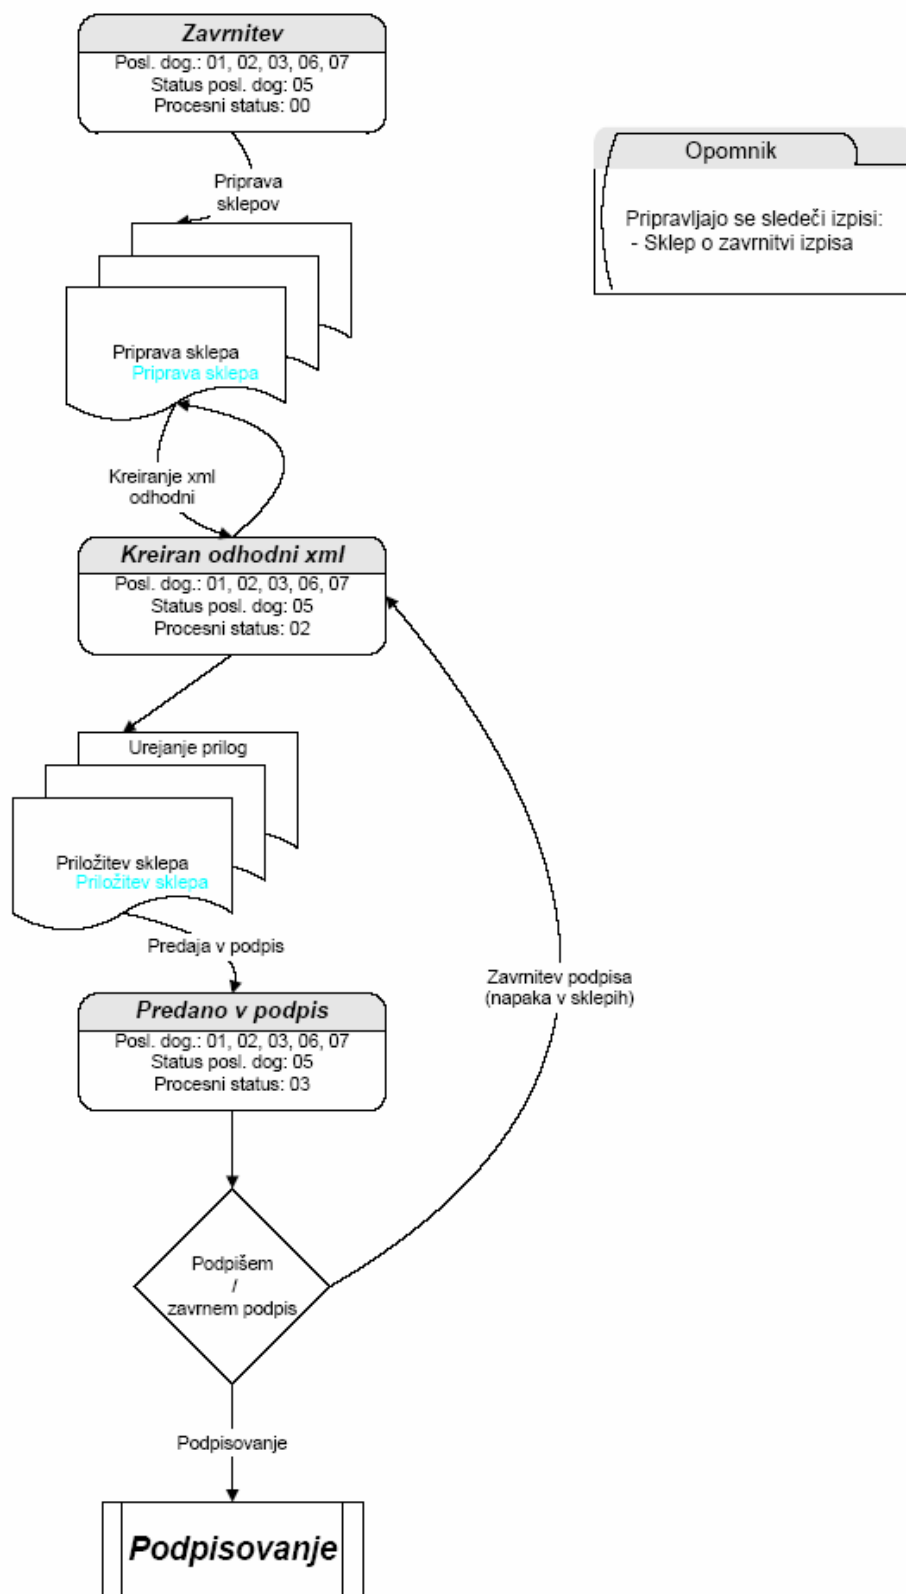 Zavrnitev
Posl. dog.: 01, 02, 03, 06, 07
Status posl. dog: 05
Procesni status: 00
Opomnik
Pripravljajo se sledeči izpisi:
- Sklep o zavrnitvi izpisa
Priprava
sklepov
Priprava sklepa
Priprava sklepa
Kreiranje xml
odhodni
Kreiran odhodni xml
Posl. dog.: 01, 02, 03, 06, 07
Status posl. dog: 05
Procesni status: 02
Urejanje prilog
Priložitev sklepa
Priložitev sklepa
Predaja v podpis
Zavrnitev podpisa
(napaka v sklepih)
Predano v podpis
Posl. dog.: 01, 02, 03, 06, 07
Status posl. dog: 05
Procesni status: 03
Podpišem
/
zavrnem podpis
Podpisovanje
Podpisovanje